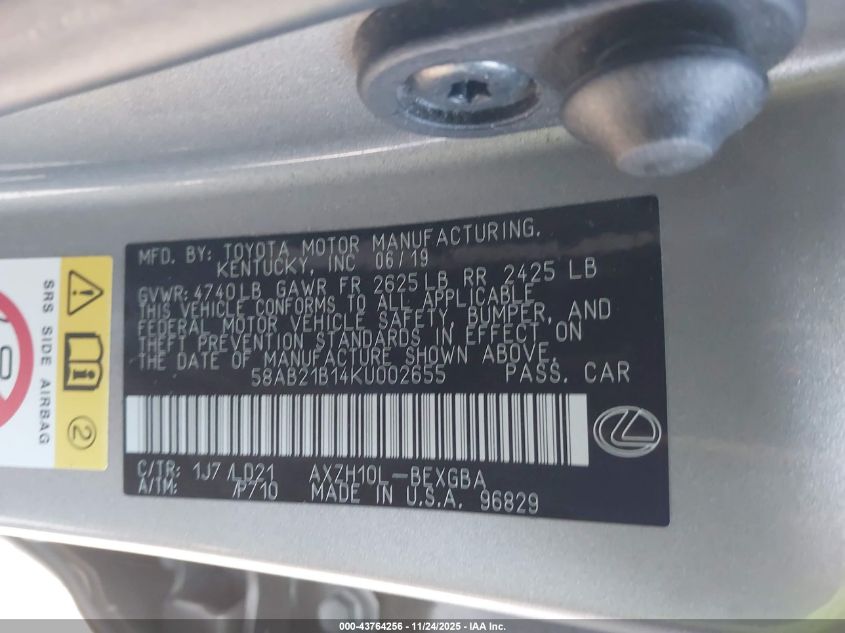 MFD. BY: TOYOTA MOTOR MANUFACTURING,
KENTUCKY, INC 06/19
GVWR: 4740LB GAWR FR 2625LB RR 2425 LB
THIS VEHICLE CONFORMS TO ALL APPLICABLE
FEDERAL MOTOR VEHICLE SAFETY, BUMPER, AND
THEFT PREVENTION STANDARDS IN EFFECT ON
THE DATE OF MANUFACTURE SHOWN ABOVE.
58AB21B14KU002655 PASS. CAR
C/TR: 1J7 /LD21 AXZH10L-BEXGBA
A/TM: /P710 MADE IN U.S.A. 96829
SRS SIDE AIRBAG
2
000-43764256 - 11/24/2025 - IAA Inc.